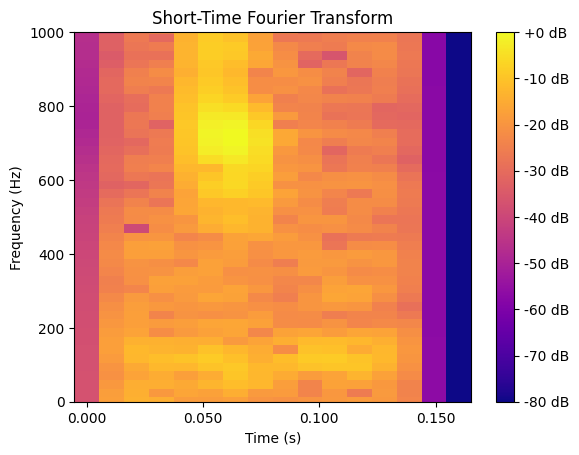 Short-Time Fourier Transform
1000
800
600
400
200
0
Frequency (Hz)
0.000
0.050
0.100
0.150
Time (s)
+0 dB
-10 dB
-20 dB
-30 dB
-40 dB
-50 dB
-60 dB
-70 dB
-80 dB